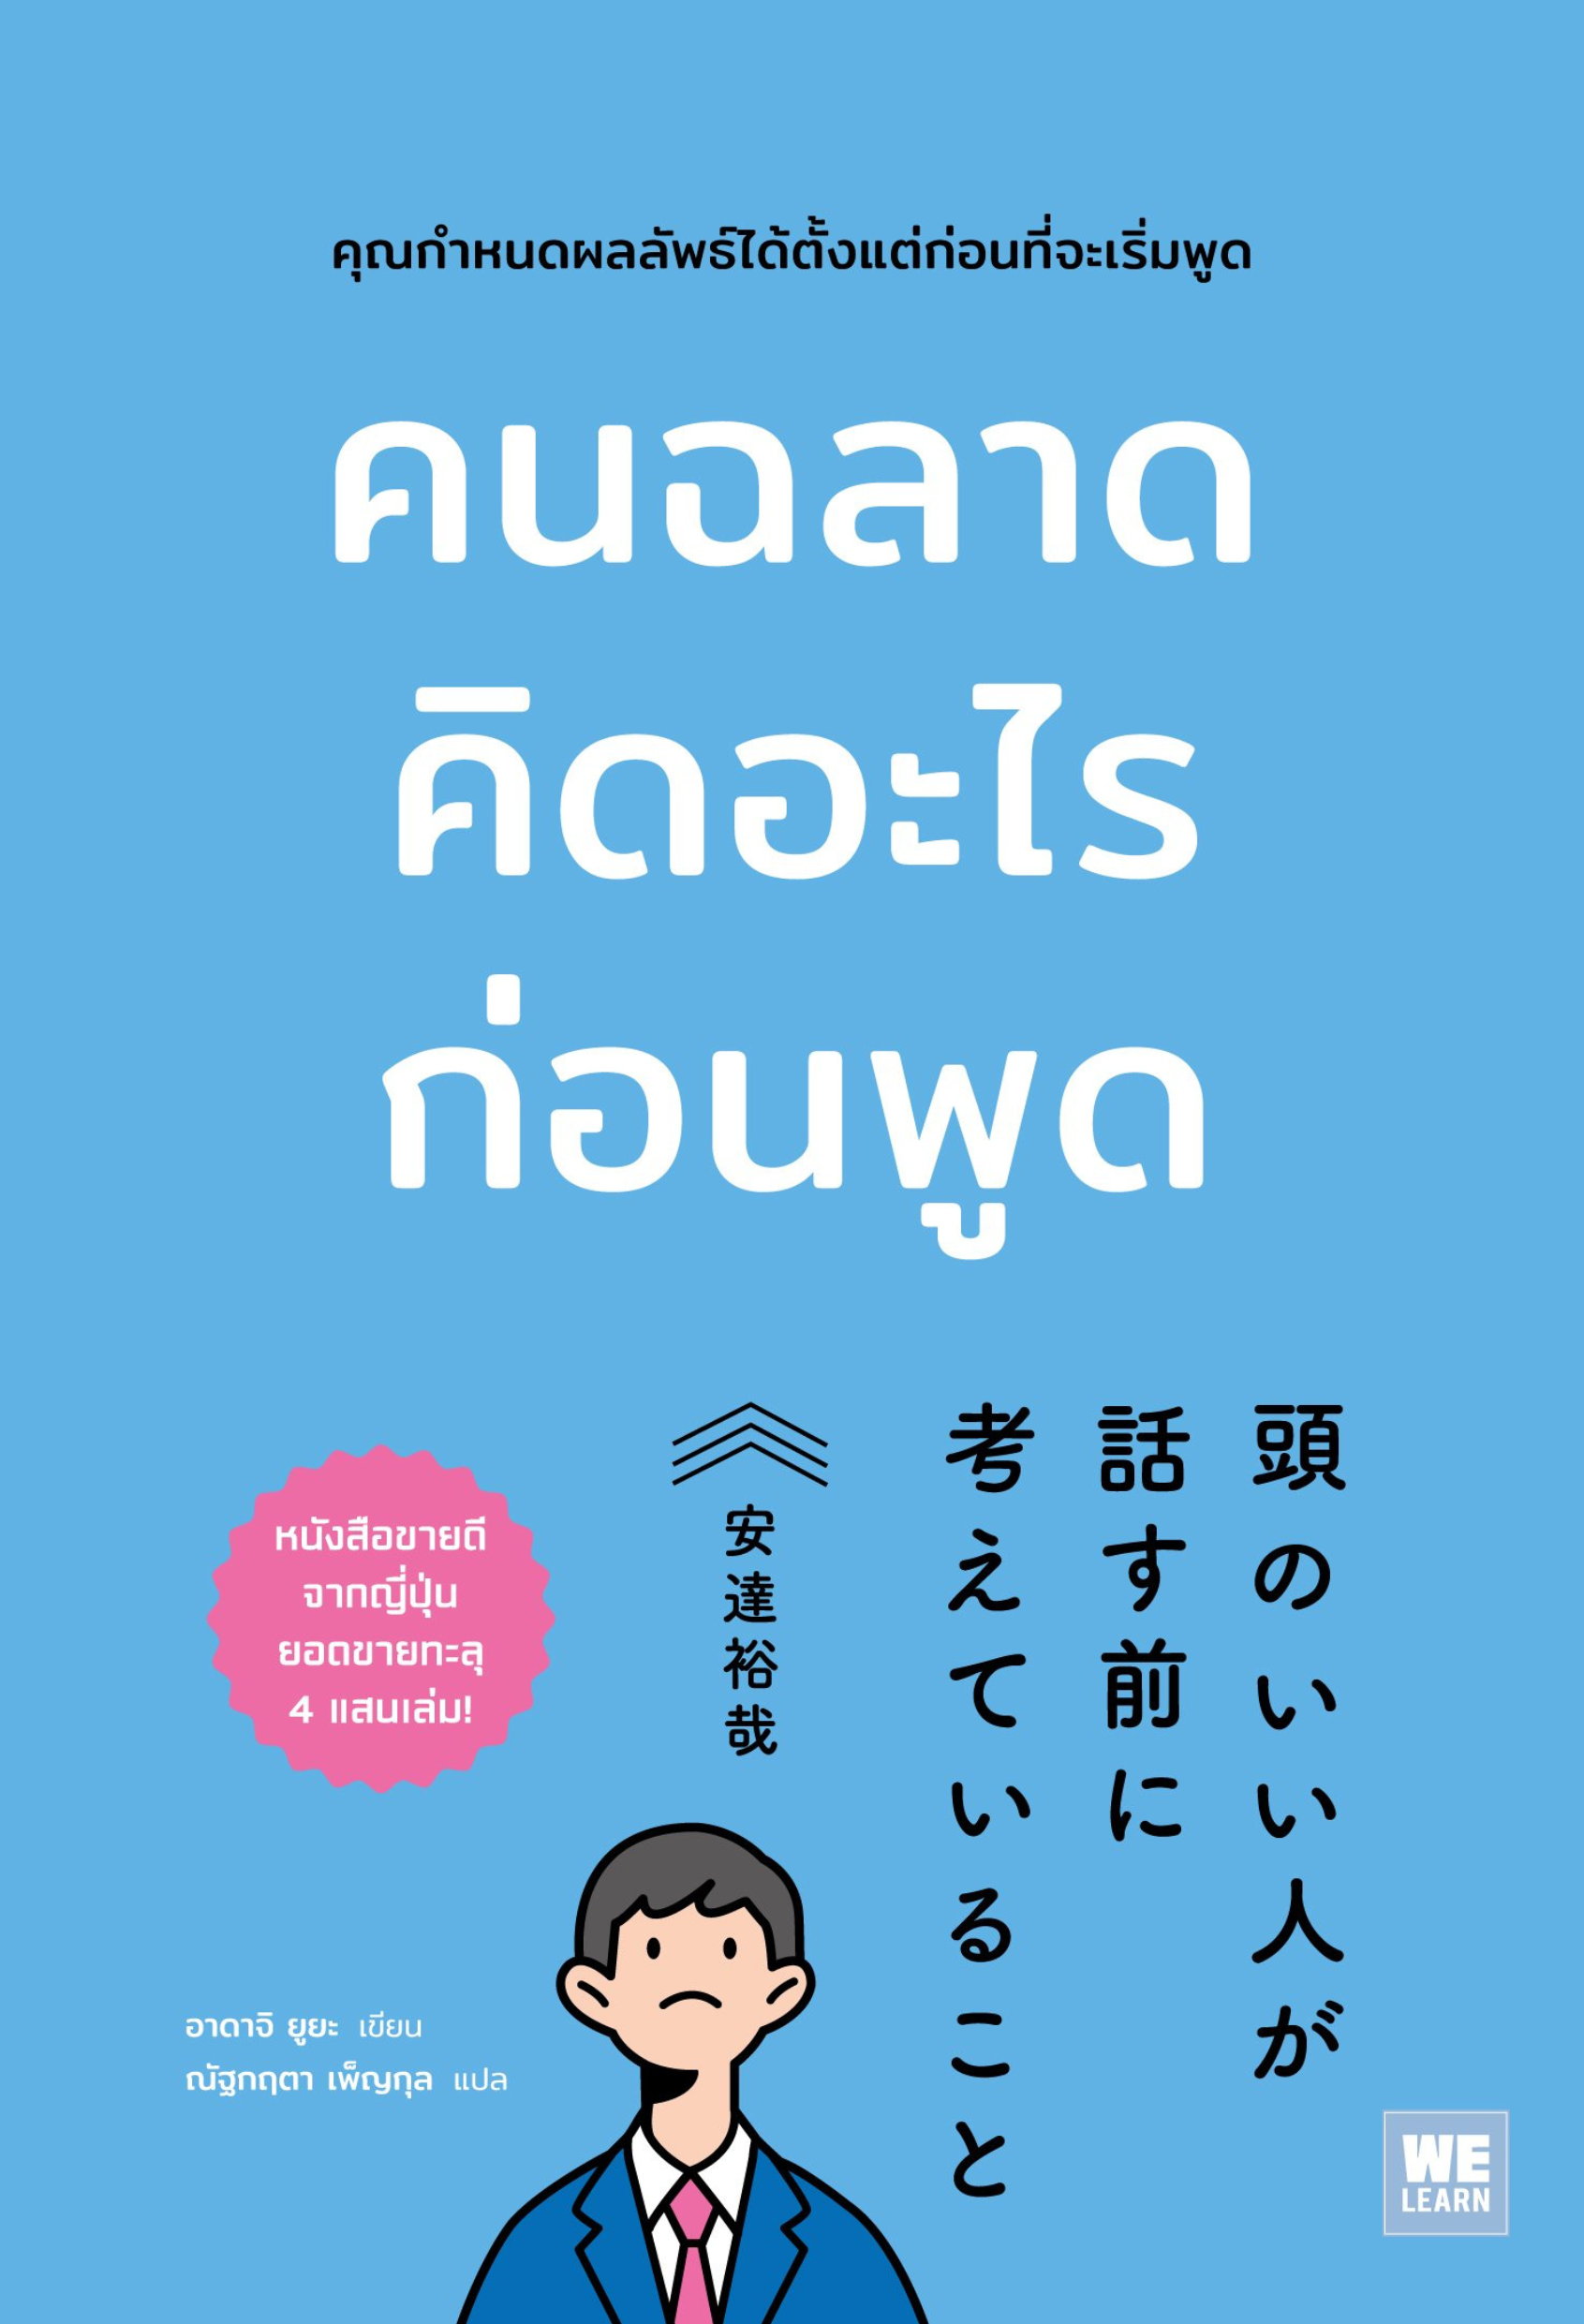 คุณกำหนดผลลัพธ์ได้ตั้งแต่ก่อนที่จะเริ่มพูด
คนฉลาด
คิดอะไร
ก่อนพูด
頭のいい人が
話す前に
考えていること
安達裕哉
หนังสือขายดี
จากญี่ปุ่น
ยอดขายทะลุ
4 แสนเล่ม!
อาดาจิ ยูยะ เขียน
ณัฐกฤตา เพ็ญกุล แปล
WE
LEARN